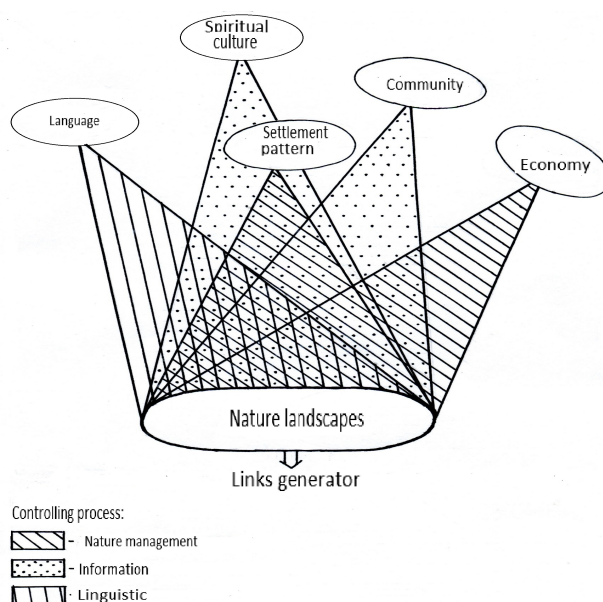 Spiritual
culture
Community
Language
Settlement
pattern
Economy
Nature landscapes
Links generator
Controlling process:
- Nature management
- Information
- Linguistic